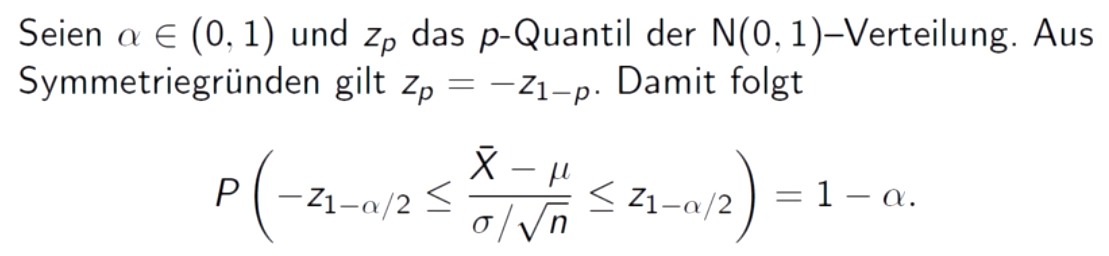 Seien α ∈ (0, 1) und z_p das p-Quantil der N(0, 1)–Verteilung. Aus
Symmetriegründen gilt z_p = −z_{1−p}. Damit folgt
P(−z_{1−α/2} ≤ (X̄ − μ)/(σ/√n) ≤ z_{1−α/2}) = 1 − α.